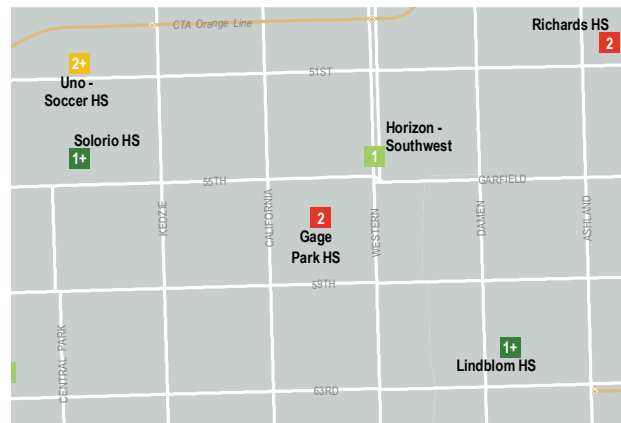 CTA Orange Line
Richards HS
2
2+
Uno -
Soccer HS
51ST
Solorio HS
1+
Horizon -
Southwest
1
55TH
GARFIELD
KEDZIE
CALIFORNIA
WESTERN
DAMEN
ASHLAND
2
Gage
Park HS
59TH
CENTRAL PARK
1+
Lindblom HS
63RD